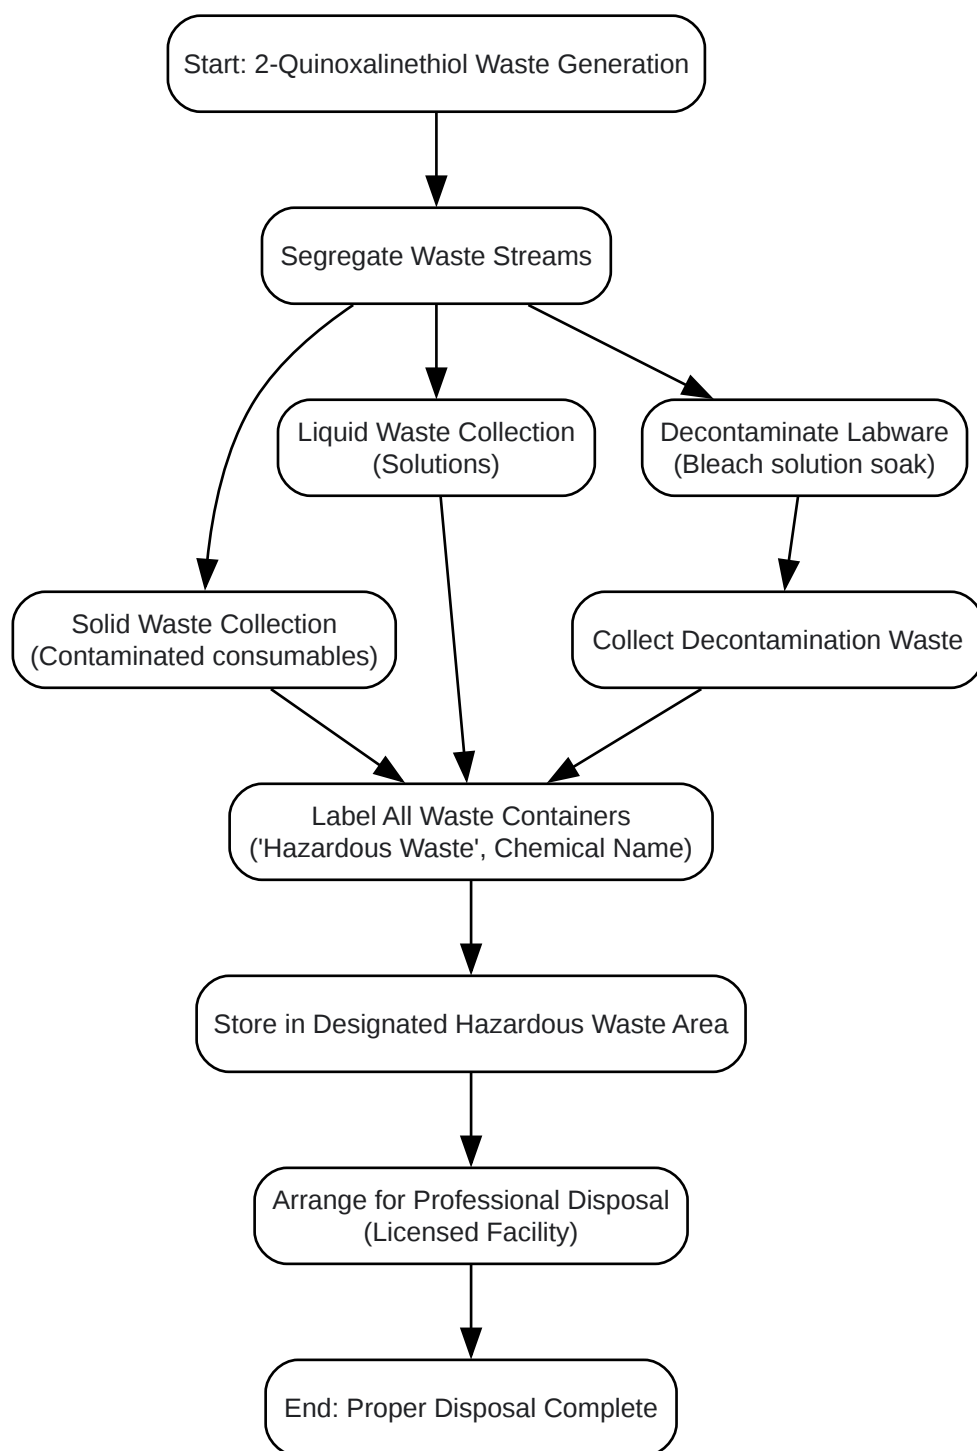 Start: 2-Quinoxalinethiol Waste Generation
Segregate Waste Streams
Liquid Waste Collection
(Solutions)
Decontaminate Labware
(Bleach solution soak)
Solid Waste Collection
(Contaminated consumables)
Collect Decontamination Waste
Label All Waste Containers
('Hazardous Waste', Chemical Name)
Store in Designated Hazardous Waste Area
Arrange for Professional Disposal
(Licensed Facility)
End: Proper Disposal Complete